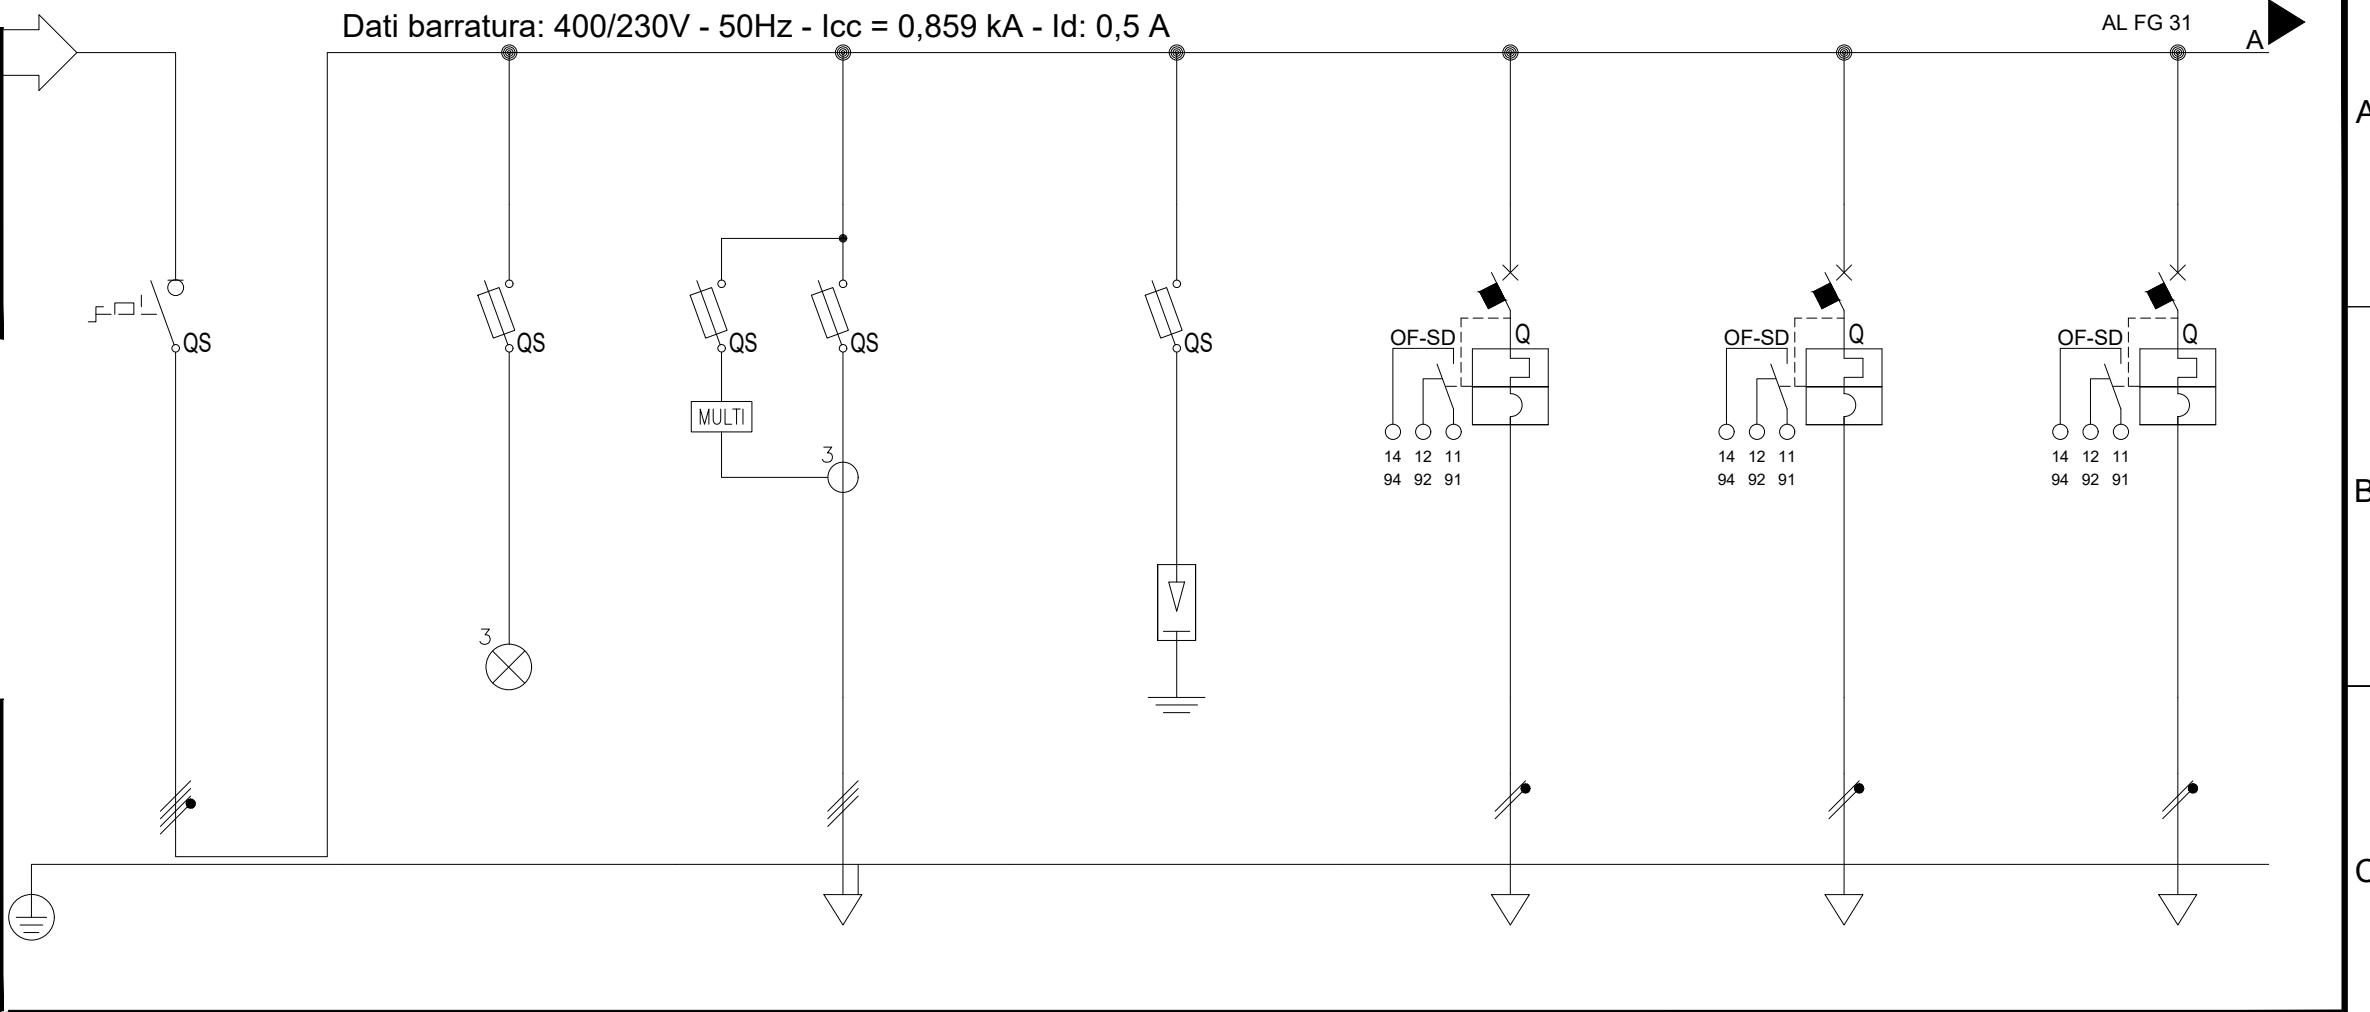 Dati barratura: 400/230V - 50Hz - Icc = 0,859 kA - Id: 0,5 A
AL FG 31
A
A
QS
QS
QS
QS
QS
OF-SD
Q
OF-SD
Q
OF-SD
Q
MULTI
3
14 12 11
14 12 11
14 12 11
94 92 91
94 92 91
94 92 91
B
3
C